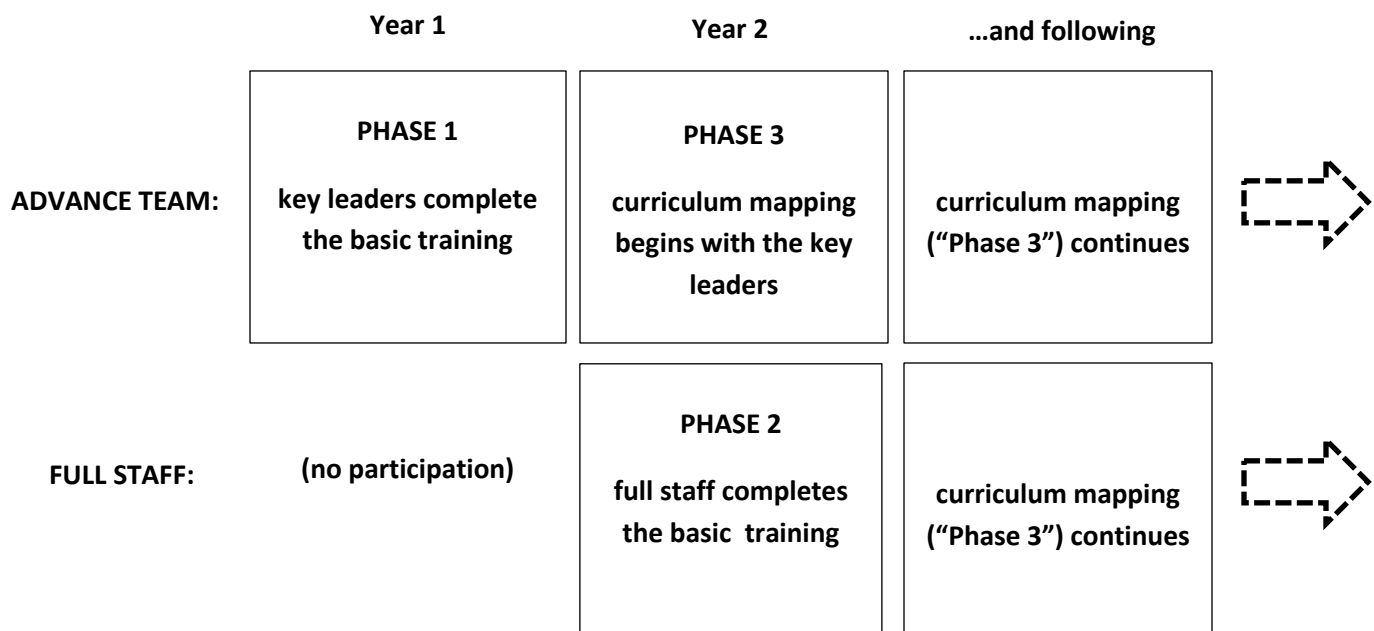 Year 1
Year 2
…and following
ADVANCE TEAM:
PHASE 1
key leaders complete
the basic training
PHASE 3
curriculum mapping
begins with the key
leaders
curriculum mapping
(“Phase 3”) continues
FULL STAFF:
(no participation)
PHASE 2
full staff completes
the basic  training
curriculum mapping
(“Phase 3”) continues